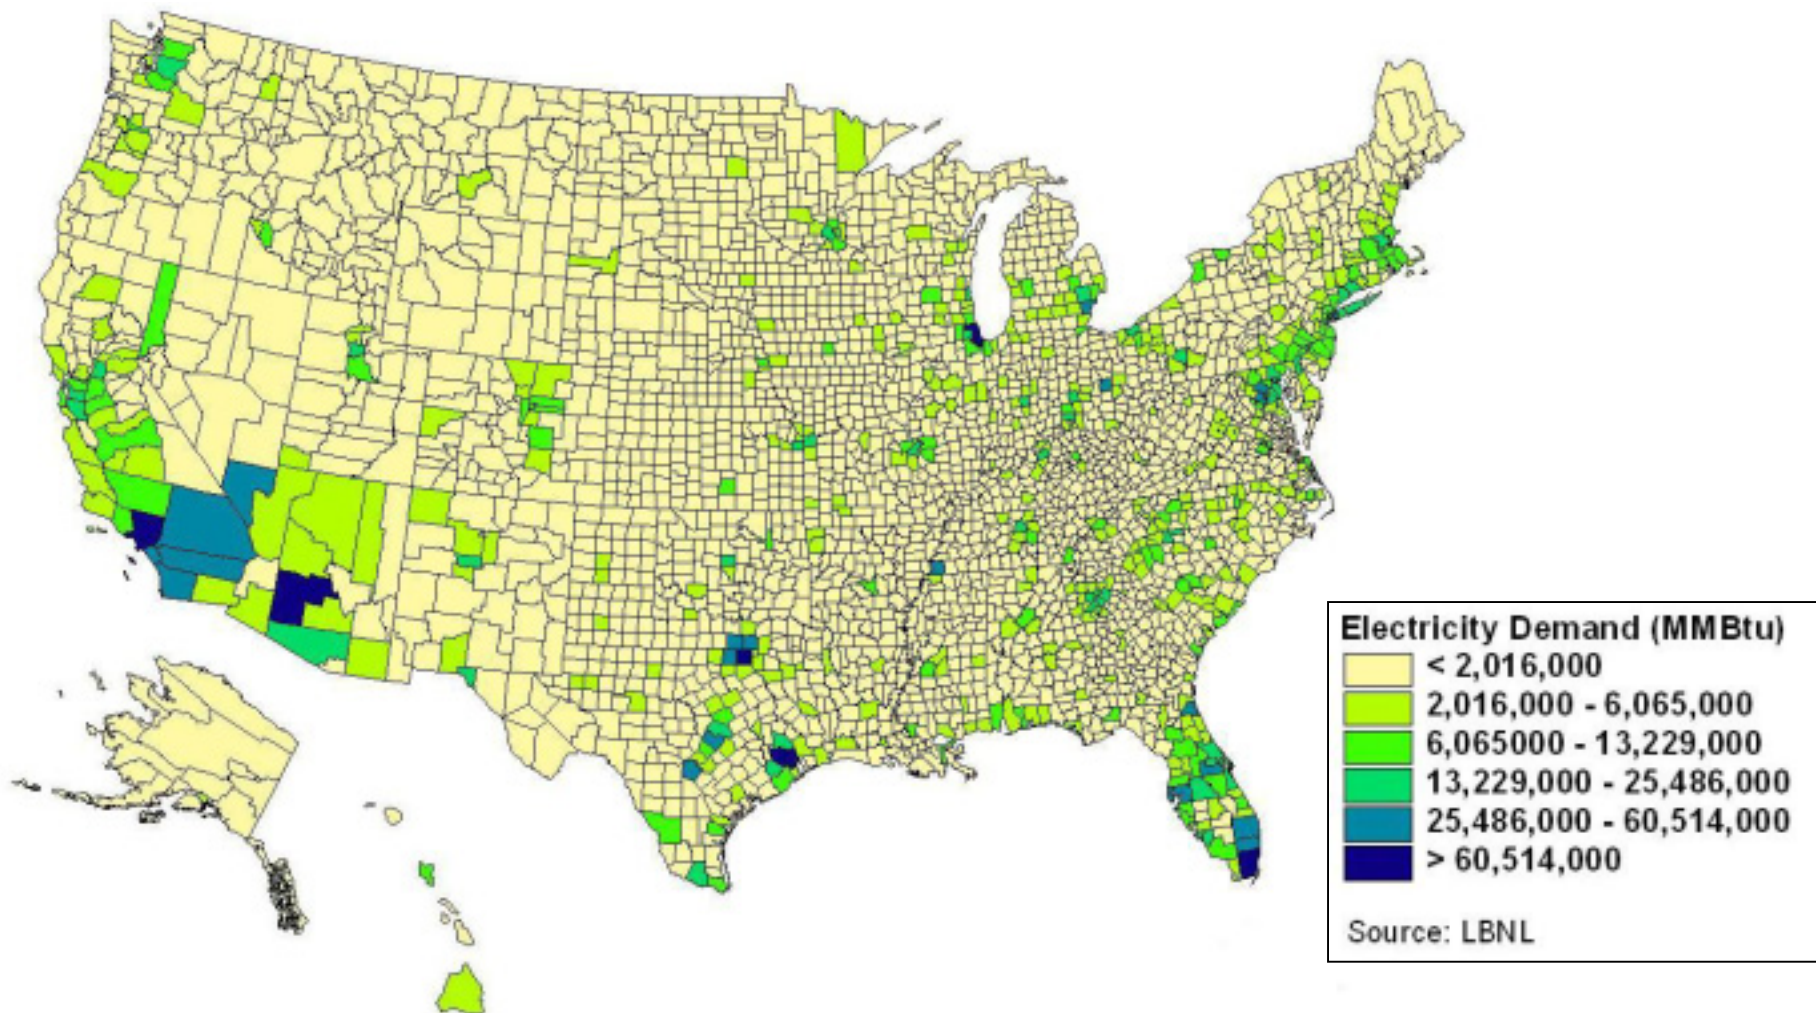 Electricity Demand (MMBtu)
< 2,016,000
2,016,000 - 6,065,000
6,065000 - 13,229,000
13,229,000 - 25,486,000
25,486,000 - 60,514,000
> 60,514,000
Source: LBNL